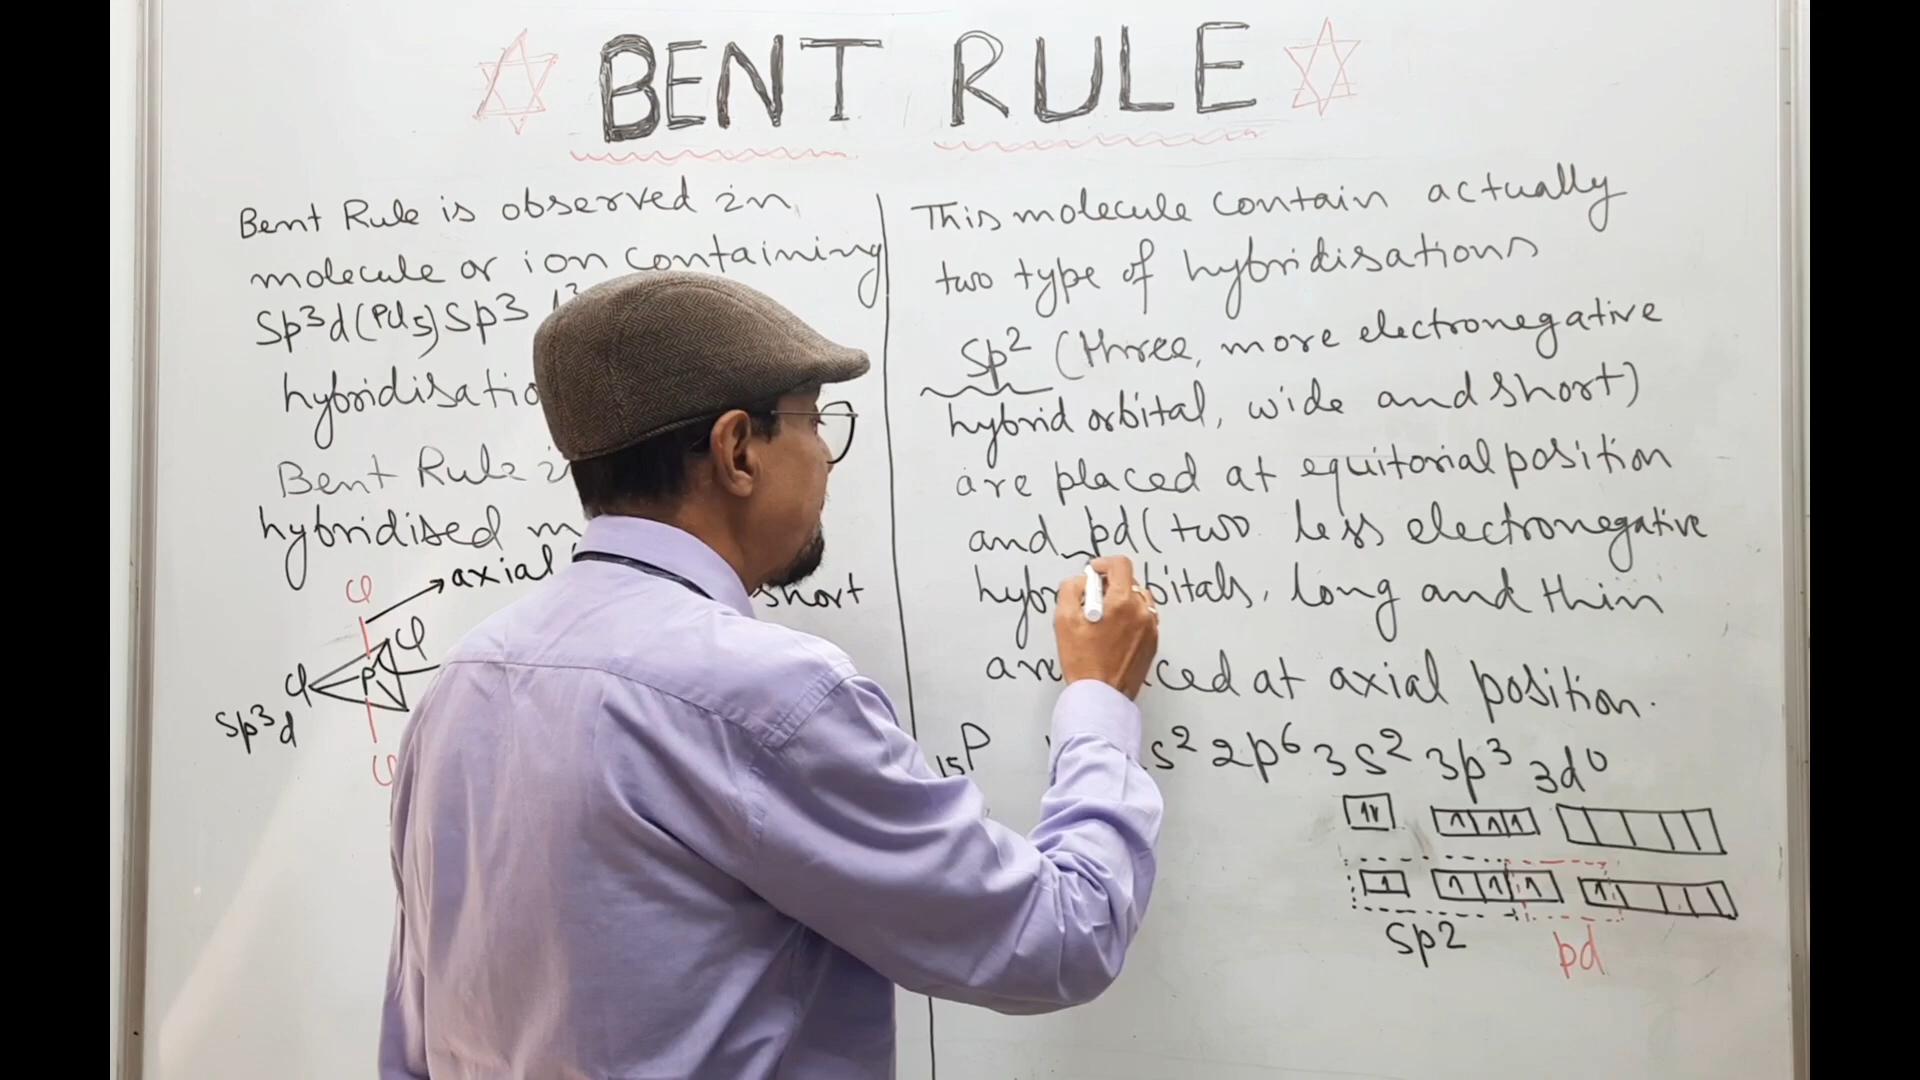 BENT RULE
Bent Rule is observed in
molecule or ion containing
Sp³d(PCl5) Sp³
hybridisatio
Bent Rule
hybridised
axial
short
Cl
Cl
Cl
P
Sp³d
This molecule contain actually
two type of hybridisations
Sp² (three, more electronegative
hybrid orbital, wide and short)
are placed at equitorial position
and pd (two less electronegative
hybr bitals, long and thin
are ced at axial position.
15P s² 2p⁶ 3s² 3p³ 3d⁰
Sp2 pd